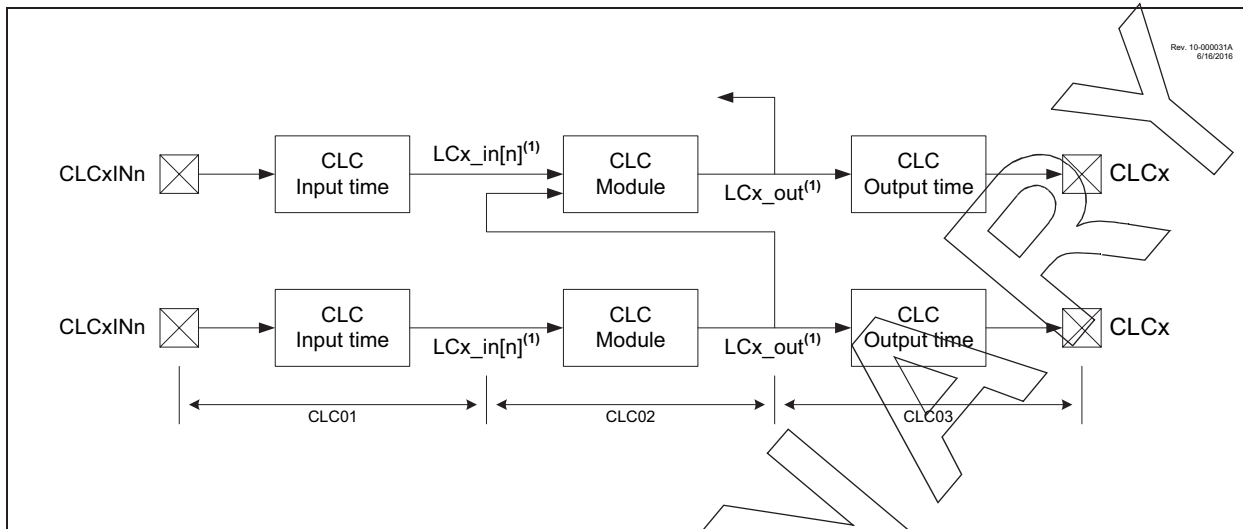 Rev. 10-000031A
6/16/2016
CLCxINn
CLC
Input time
LCx_in[n](1)
CLC
Module
LCx_out(1)
CLC
Output time
CLCx
CLCxINn
CLC
Input time
LCx_in[n](1)
CLC
Module
LCx_out(1)
CLC
Output time
CLCx
CLC01
CLC02
CLC03
NARY